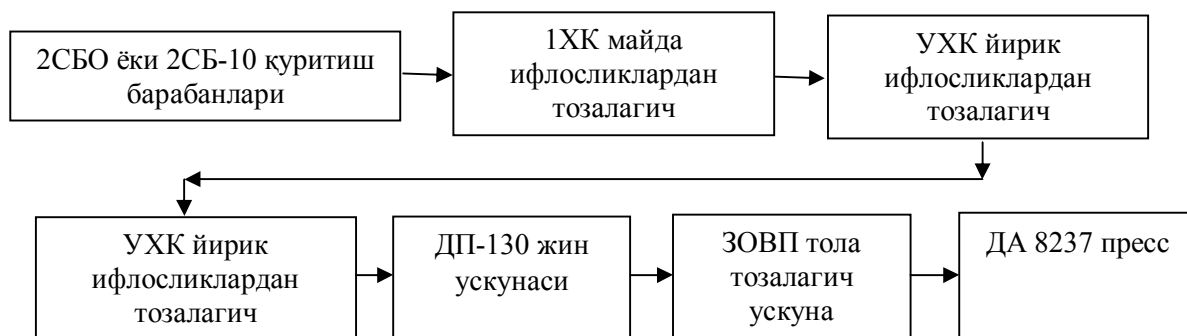 2СБО ёки 2СБ-10 қуритиш
барабанлари
1ХК майда
ифлосликлардан
тозалагич
УХК йирик
ифлосликлардан
тозалагич
УХК йирик
ифлосликлардан
тозалагич
ДП-130 жин
ускунаси
ЗОВП тола
тозалагич
ускуна
ДА 8237 пресс